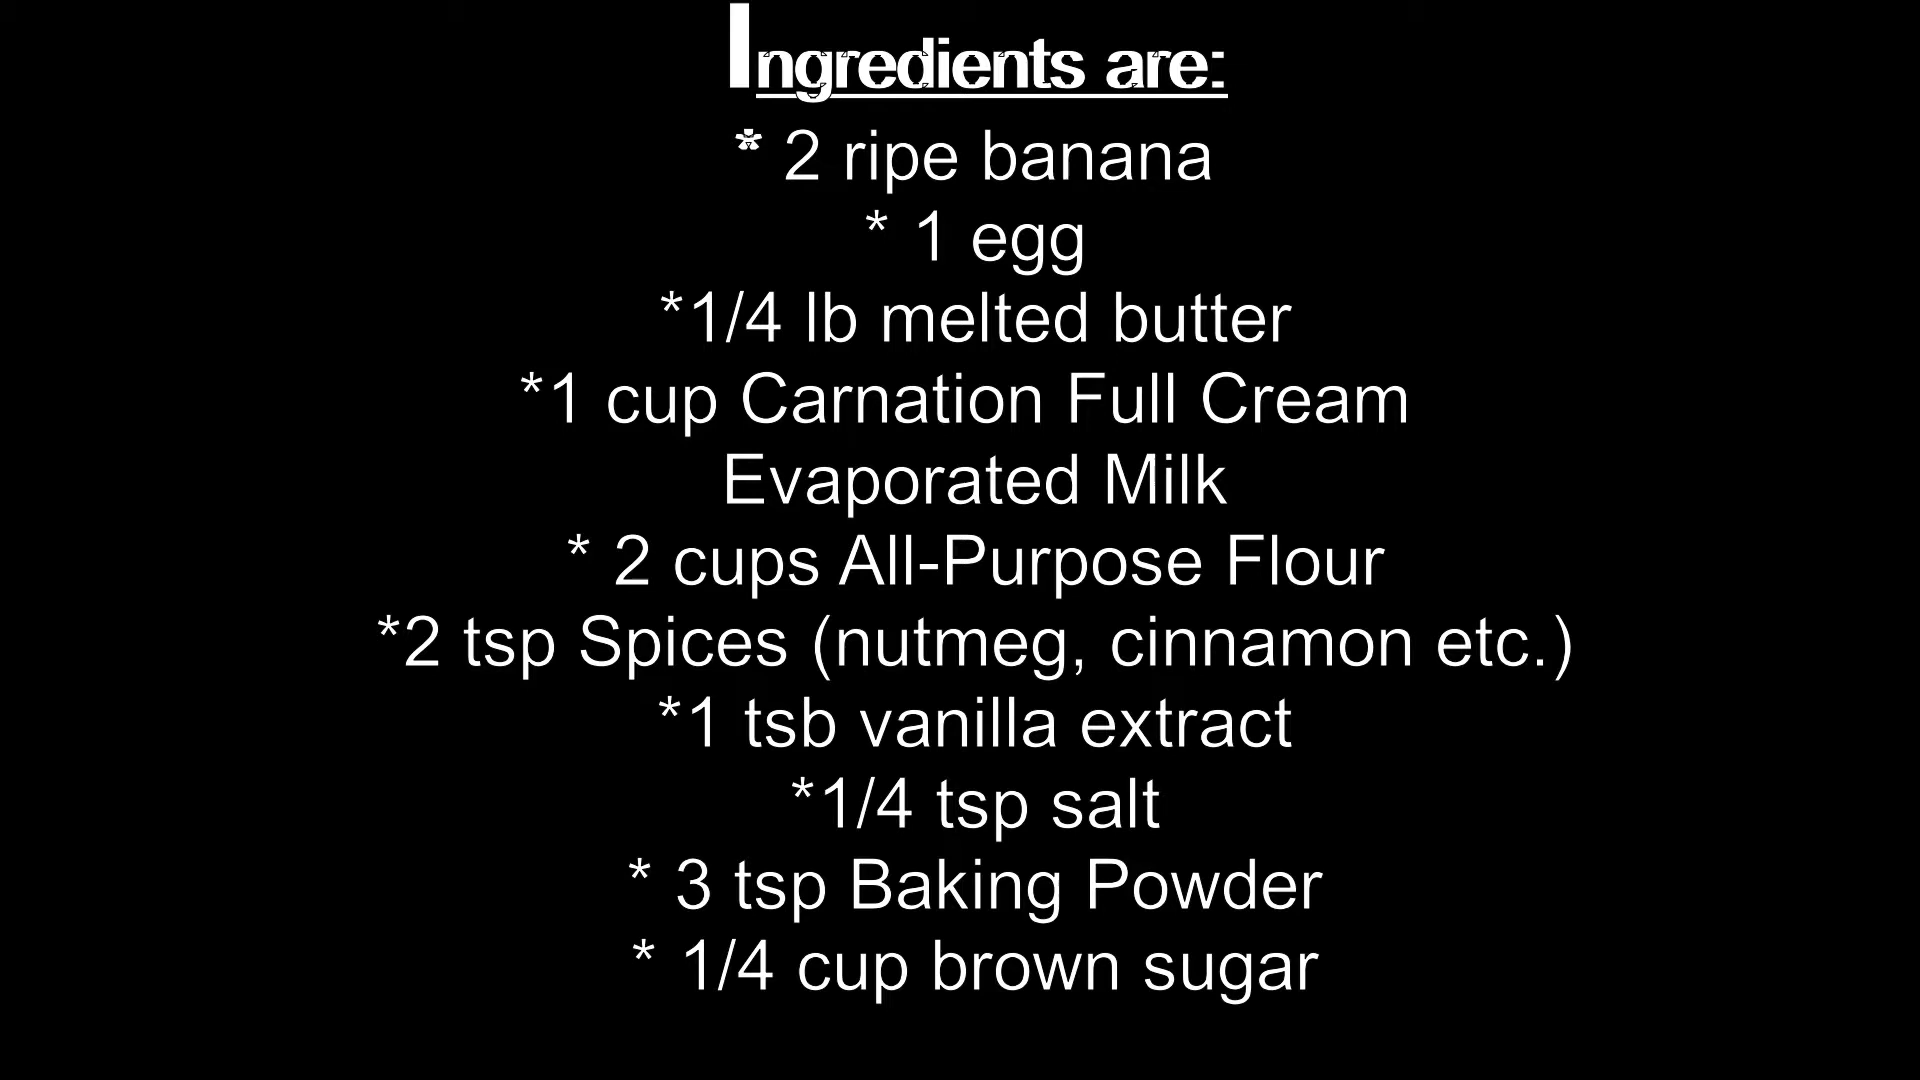 Ingredients are:
* 2 ripe banana
* 1 egg
*1/4 lb melted butter
*1 cup Carnation Full Cream
Evaporated Milk
* 2 cups All-Purpose Flour
*2 tsp Spices (nutmeg, cinnamon etc.)
*1 tsb vanilla extract
*1/4 tsp salt
* 3 tsp Baking Powder
* 1/4 cup brown sugar